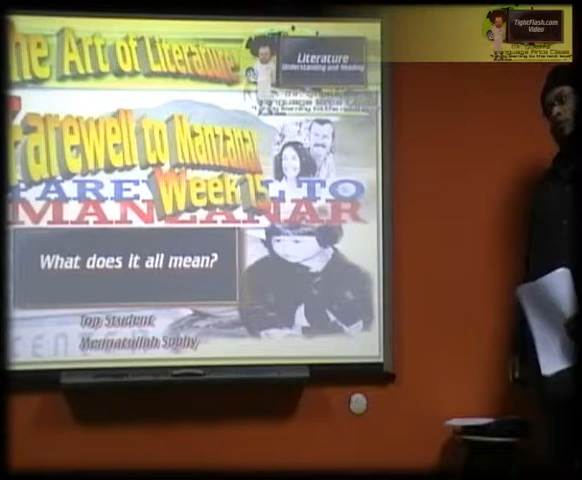 The Art of Literature
Literature
Understanding and Reading
Farewell to Manzanar
Week 15
FAREWELL TO
MANZANAR
What does it all mean?
Top Student
TightFlash.com
Video